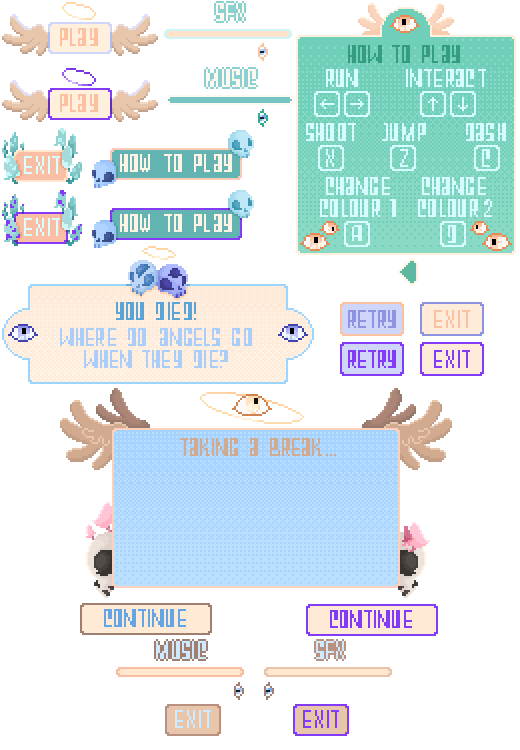 PLAY
SFX
PLAY
MUSIC
EXIT
HOW TO PLAY
EXIT
HOW TO PLAY
HOW TO PLAY
RUN INTERACT
← → ↑ ↓
SHOOT JUMP DASH
X Z C
CHANGE COLOUR 1
CHANGE COLOUR 2
A D
YOU DIED!
WHERE DO ANGELS GO
WHEN THEY DIE?
RETRY EXIT
RETRY EXIT
TAKING A BREAK...
CONTINUE CONTINUE
MUSIC SFX
EXIT EXIT